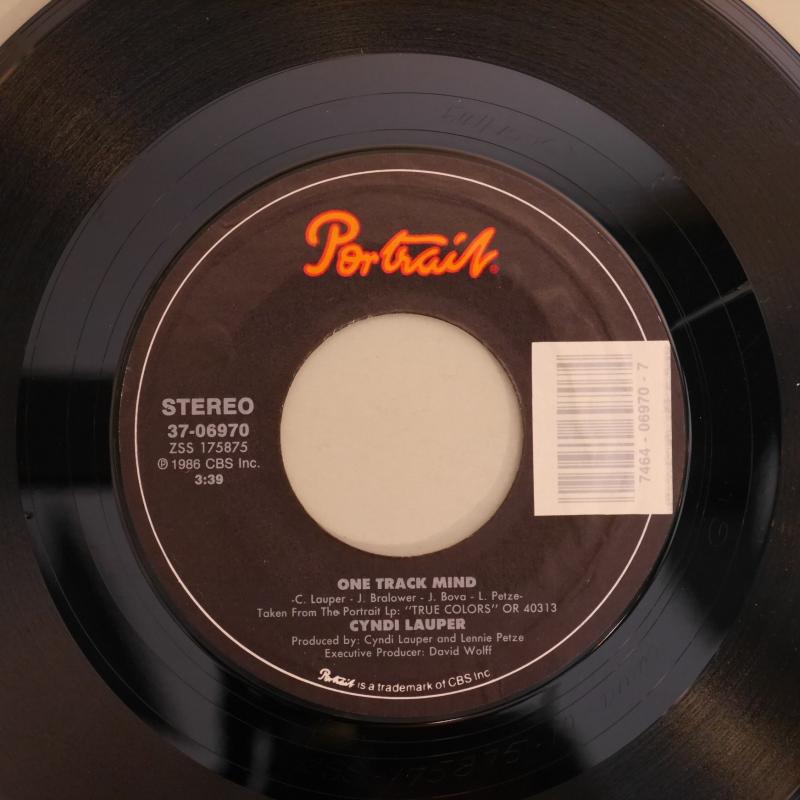 Portrait
STEREO
37-06970
ZSS 175875
℗ 1986 CBS Inc.
3:39
7464 - 06970 - 7
ONE TRACK MIND
-C. Lauper - J. Bralower - J. Bova - L. Petze-
Taken From The Portrait Lp: "TRUE COLORS" OR 40313
CYNDI LAUPER
Produced by: Cyndi Lauper and Lennie Petze
Executive Producer: David Wolff
Portrait is a trademark of CBS Inc.